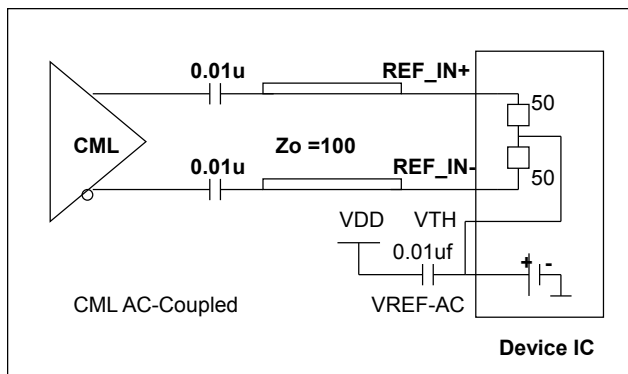 0.01u
REF_IN+
50
CML
Zo =100
0.01u
REF_IN-
50
VDD
VTH
0.01uf
+
-
CML AC-Coupled
VREF-AC
Device IC